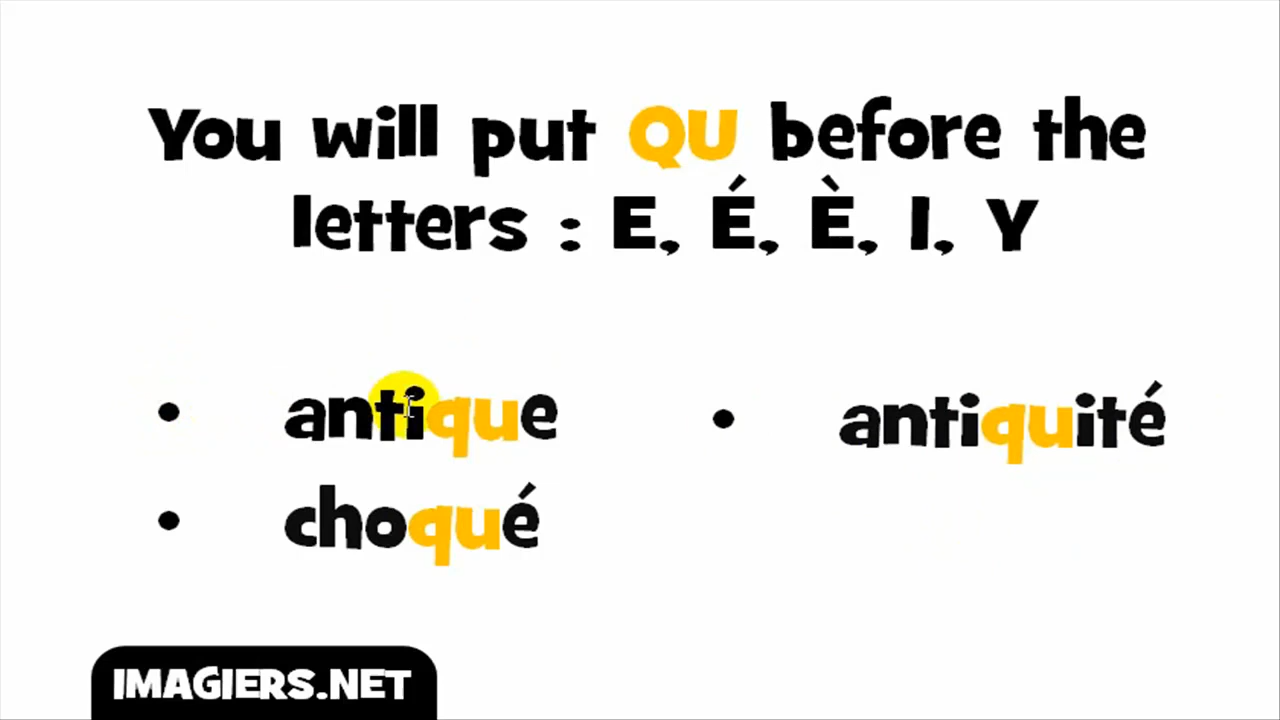 You will put QU before the
letters : E, É, È, I, Y
• antique
• antiquité
• choqué
IMAGIERS.NET